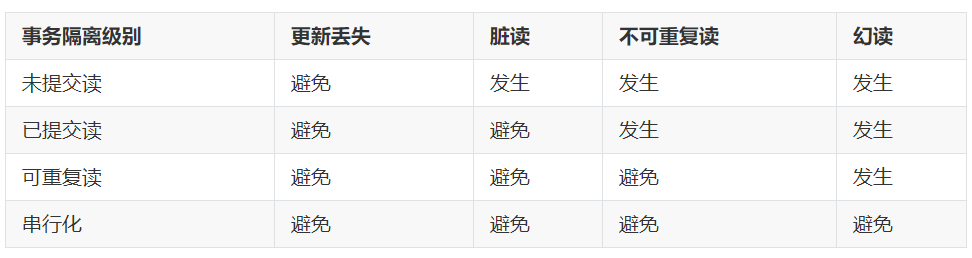 事务隔离级别 更新丢失 脏读 不可重复读 幻读
未提交读 避免 发生 发生 发生
已提交读 避免 避免 发生 发生
可重复读 避免 避免 避免 发生
串行化 避免 避免 避免 避免